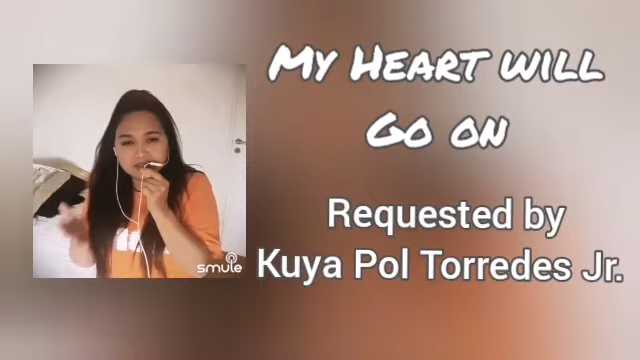 My Heart will
Go on
Requested by
Kuya Pol Torredes Jr.
smule